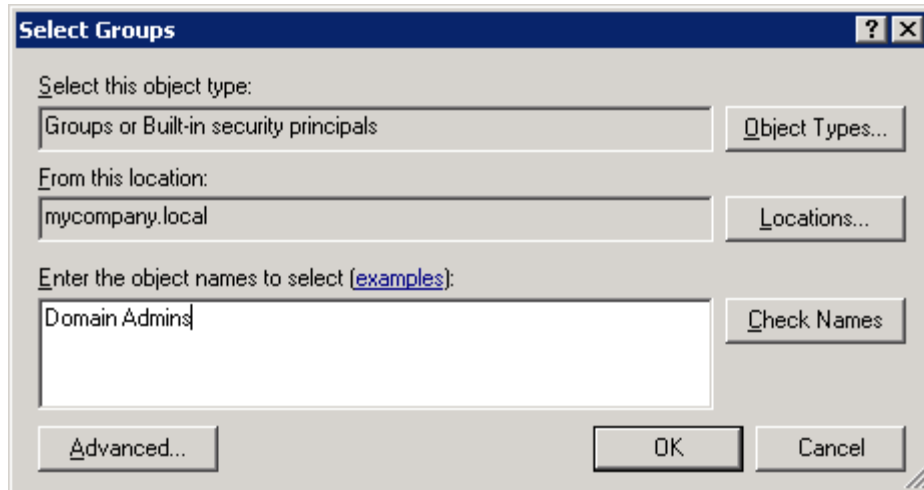 Select Groups
?
Select this object type:
Groups or Built-in security principals
Object Types...
From this location:
mycompany.local
Locations...
Enter the object names to select (examples):
Domain Admins
Check Names
Advanced...
OK
Cancel